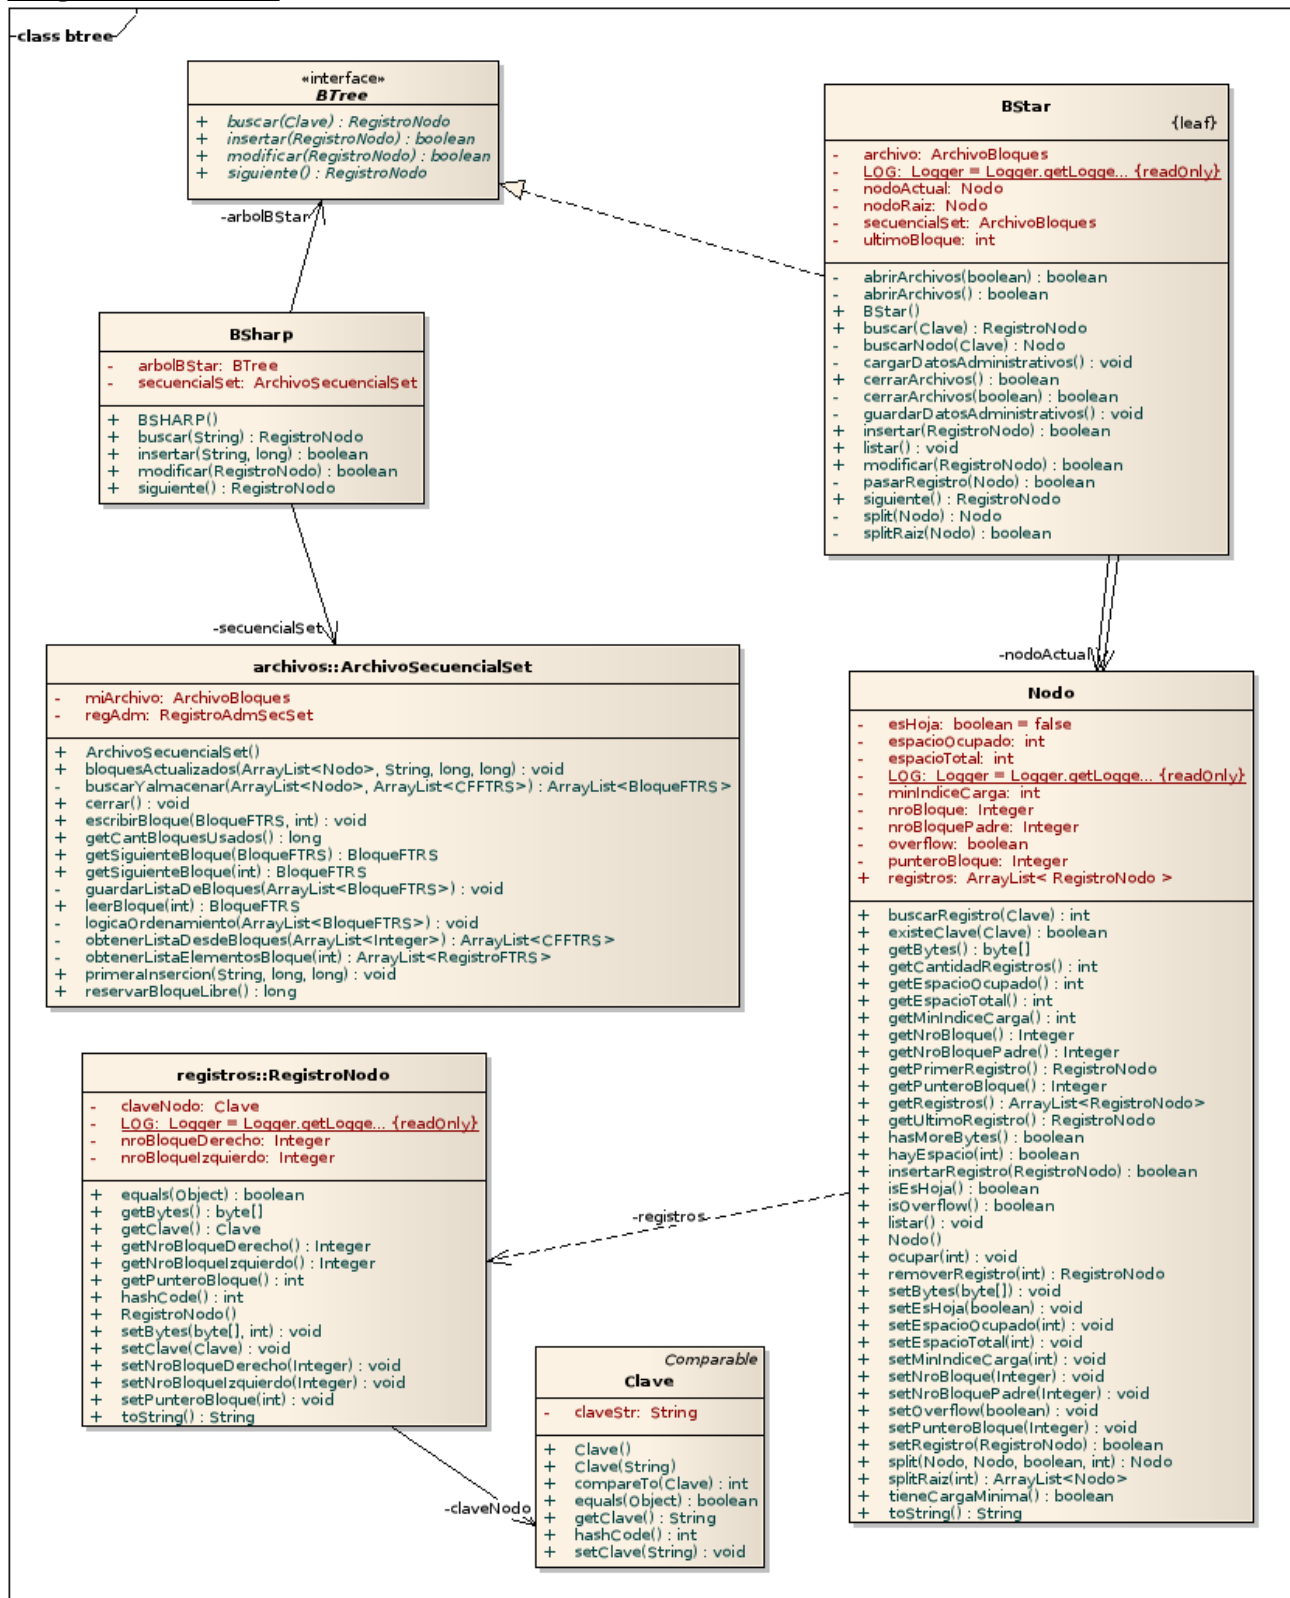 class btree
«interface»
BTree
+ buscar(Clave) : RegistroNodo
+ insertar(RegistroNodo) : boolean
+ modificar(RegistroNodo) : boolean
+ siguiente() : RegistroNodo
-arbolBStar
BSharp
- arbolBStar: BTree
- secuencialSet: ArchivoSecuencialSet
+ BSHARP()
+ buscar(String) : RegistroNodo
+ insertar(String, long) : boolean
+ modificar(RegistroNodo) : boolean
+ siguiente() : RegistroNodo
-secuencialSet
BStar
{leaf}
- archivo: ArchivoBloques
- LOG: Logger = Logger.getLogge... {readOnly}
- nodoActual: Nodo
- nodoRaiz: Nodo
- secuencialSet: ArchivoBloques
- ultimoBloque: int
- abrirArchivos(boolean) : boolean
- abrirArchivos() : boolean
+ BStar()
+ buscar(Clave) : RegistroNodo
- buscarNodo(Clave) : Nodo
- cargarDatosAdministrativos() : void
+ cerrarArchivos() : boolean
- cerrarArchivos(boolean) : boolean
- guardarDatosAdministrativos() : void
+ insertar(RegistroNodo) : boolean
+ listar() : void
+ modificar(RegistroNodo) : boolean
- pasarRegistro(Nodo) : boolean
+ siguiente() : RegistroNodo
- split(Nodo) : Nodo
- splitRaiz(Nodo) : boolean
-nodoActual
archivos::ArchivoSecuencialSet
- miArchivo: ArchivoBloques
- regAdm: RegistroAdmSecSet
+ ArchivoSecuencialSet()
+ bloquesActualizados(ArrayList<Nodo>, String, long, long) : void
- buscarYalmacenar(ArrayList<Nodo>, ArrayList<CFFTRS>) : ArrayList<BloqueFTRS>
+ cerrar() : void
+ escribirBloque(BloqueFTRS, int) : void
+ getCantBloquesUsados() : long
+ getSiguienteBloque(BloqueFTRS) : BloqueFTRS
+ getSiguienteBloque(int) : BloqueFTRS
- guardarListaDeBloques(ArrayList<BloqueFTRS>) : void
+ leerBloque(int) : BloqueFTRS
- logicaOrdenamiento(ArrayList<BloqueFTRS>) : void
- obtenerListaDesdeBloques(ArrayList<Integer>) : ArrayList<CFFTRS>
- obtenerListaElementosBloque(int) : ArrayList<RegistroFTRS>
+ primeraInsercion(String, long, long) : void
+ reservarBloqueLibre() : long
Nodo
- esHoja: boolean = false
- espacioOcupado: int
- espacioTotal: int
- LOG: Logger = Logger.getLogge... {readOnly}
- minIndiceCarga: int
- nroBloque: Integer
- nroBloquePadre: Integer
- overflow: boolean
- punteroBloque: Integer
+ registros: ArrayList< RegistroNodo >
+ buscarRegistro(Clave) : int
+ existeClave(Clave) : boolean
+ getBytes() : byte[]
+ getCantidadRegistros() : int
+ getEspacioOcupado() : int
+ getEspacioTotal() : int
+ getMinIndiceCarga() : int
+ getNroBloque() : Integer
+ getNroBloquePadre() : Integer
+ getPrimerRegistro() : RegistroNodo
+ getPunteroBloque() : Integer
+ getRegistros() : ArrayList<RegistroNodo>
+ getUltimoRegistro() : RegistroNodo
+ hasMoreBytes() : boolean
+ hayEspacio(int) : boolean
+ insertarRegistro(RegistroNodo) : boolean
+ isEsHoja() : boolean
+ isOverflow() : boolean
+ listar() : void
+ Nodo()
+ ocupar(int) : void
+ removerRegistro(int) : RegistroNodo
+ setBytes(byte[]) : void
+ setEsHoja(boolean) : void
+ setEspacioOcupado(int) : void
+ setEspacioTotal(int) : void
+ setMinIndiceCarga(int) : void
+ setNroBloque(Integer) : void
+ setNroBloquePadre(Integer) : void
+ setOverflow(boolean) : void
+ setPunteroBloque(Integer) : void
+ setRegistro(RegistroNodo) : boolean
+ split(Nodo, Nodo, boolean, int) : Nodo
+ splitRaiz(int) : ArrayList<Nodo>
+ tieneCargaMinima() : boolean
+ toString() : String
-registros
registros::RegistroNodo
- claveNodo: Clave
- LOG: Logger = Logger.getLogge... {readOnly}
- nroBloqueDerecho: Integer
- nroBloqueIzquierdo: Integer
+ equals(Object) : boolean
+ getBytes() : byte[]
+ getClave() : Clave
+ getNroBloqueDerecho() : Integer
+ getNroBloqueIzquierdo() : Integer
+ getPunteroBloque() : int
+ hashCode() : int
+ RegistroNodo()
+ setBytes(byte[], int) : void
+ setClave(Clave) : void
+ setNroBloqueDerecho(Integer) : void
+ setNroBloqueIzquierdo(Integer) : void
+ setPunteroBloque(int) : void
+ toString() : String
-claveNodo
Comparable
Clave
- claveStr: String
+ Clave()
+ Clave(String)
+ compareTo(Clave) : int
+ equals(Object) : boolean
+ getClave() : String
+ hashCode() : int
+ setClave(String) : void